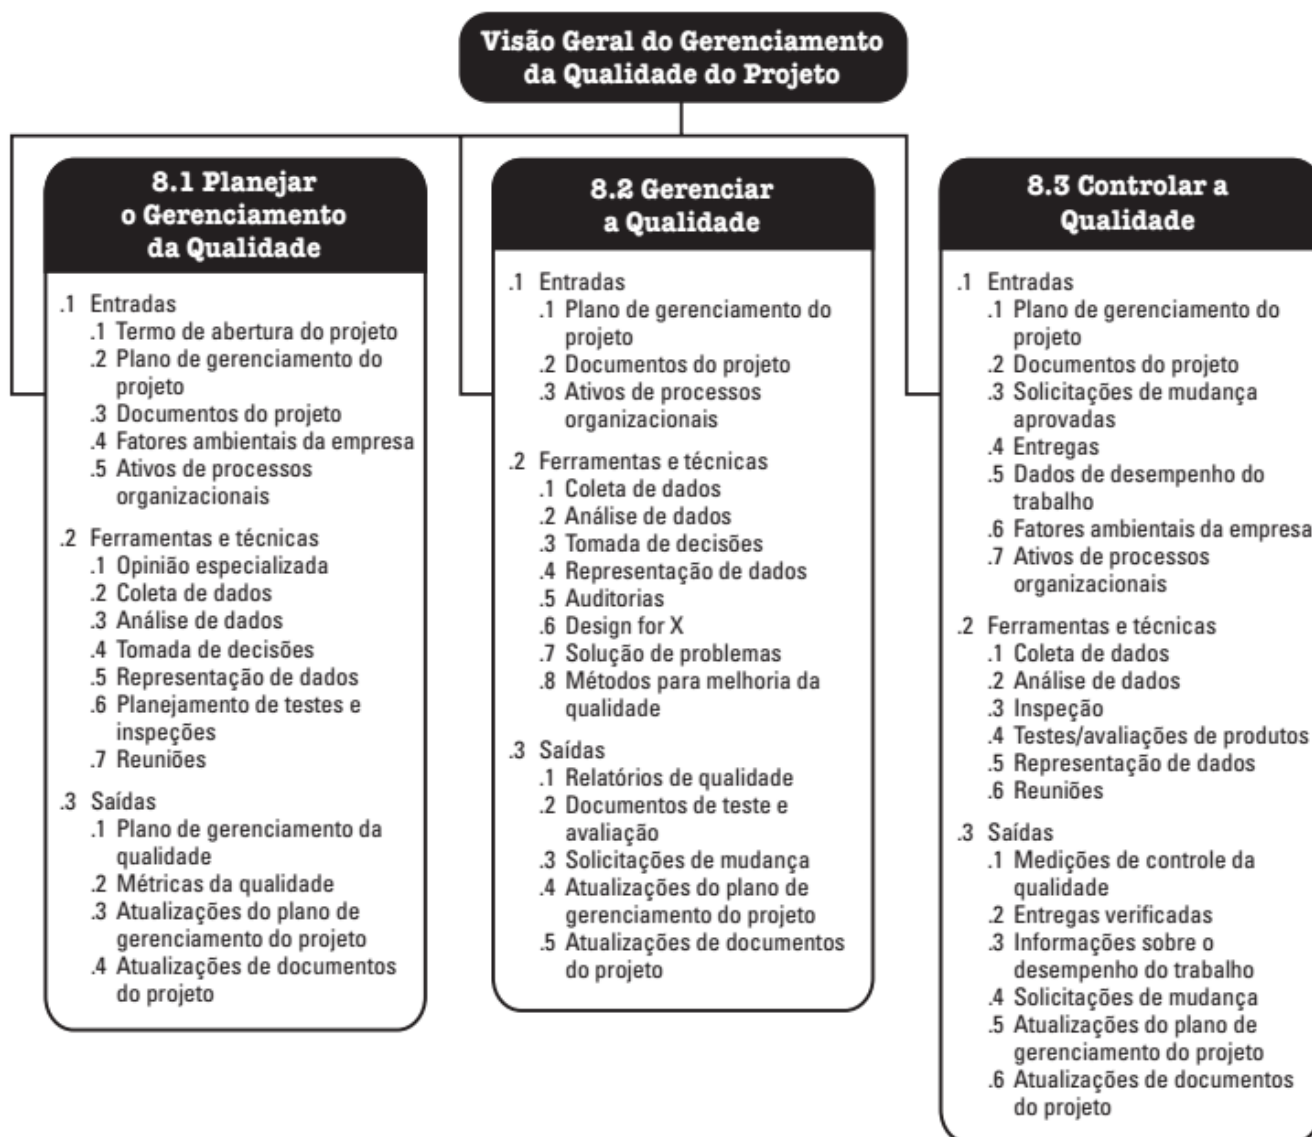 Visão Geral do Gerenciamento
da Qualidade do Projeto
8.1 Planejar
o Gerenciamento
da Qualidade
.1 Entradas
.1 Termo de abertura do projeto
.2 Plano de gerenciamento do
projeto
.3 Documentos do projeto
.4 Fatores ambientais da empresa
.5 Ativos de processos
organizacionais
.2 Ferramentas e técnicas
.1 Opinião especializada
.2 Coleta de dados
.3 Análise de dados
.4 Tomada de decisões
.5 Representação de dados
.6 Planejamento de testes e
inspeções
.7 Reuniões
.3 Saídas
.1 Plano de gerenciamento da
qualidade
.2 Métricas da qualidade
.3 Atualizações do plano de
gerenciamento do projeto
.4 Atualizações de documentos
do projeto
8.2 Gerenciar
a Qualidade
.1 Entradas
.1 Plano de gerenciamento do
projeto
.2 Documentos do projeto
.3 Ativos de processos
organizacionais
.2 Ferramentas e técnicas
.1 Coleta de dados
.2 Análise de dados
.3 Tomada de decisões
.4 Representação de dados
.5 Auditorias
.6 Design for X
.7 Solução de problemas
.8 Métodos para melhoria da
qualidade
.3 Saídas
.1 Relatórios de qualidade
.2 Documentos de teste e
avaliação
.3 Solicitações de mudança
.4 Atualizações do plano de
gerenciamento do projeto
.5 Atualizações de documentos
do projeto
8.3 Controlar a
Qualidade
.1 Entradas
.1 Plano de gerenciamento do
projeto
.2 Documentos do projeto
.3 Solicitações de mudança
aprovadas
.4 Entregas
.5 Dados de desempenho do
trabalho
.6 Fatores ambientais da empresa
.7 Ativos de processos
organizacionais
.2 Ferramentas e técnicas
.1 Coleta de dados
.2 Análise de dados
.3 Inspeção
.4 Testes/avaliações de produtos
.5 Representação de dados
.6 Reuniões
.3 Saídas
.1 Medições de controle da
qualidade
.2 Entregas verificadas
.3 Informações sobre o
desempenho do trabalho
.4 Solicitações de mudança
.5 Atualizações do plano de
gerenciamento do projeto
.6 Atualizações de documentos
do projeto